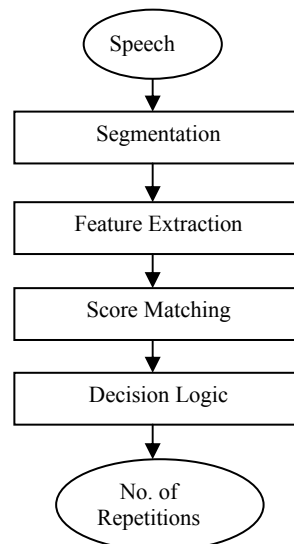 Speech
Segmentation
Feature Extraction
Score Matching
Decision Logic
No. of
Repetitions